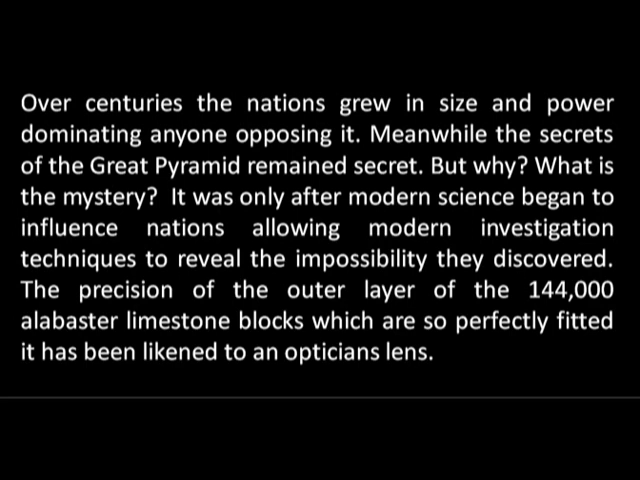 Over centuries the nations grew in size and power
dominating anyone opposing it. Meanwhile the secrets
of the Great Pyramid remained secret. But why? What is
the mystery? It was only after modern science began to
influence nations allowing modern investigation
techniques to reveal the impossibility they discovered.
The precision of the outer layer of the 144,000
alabaster limestone blocks which are so perfectly fitted
it has been likened to an opticians lens.